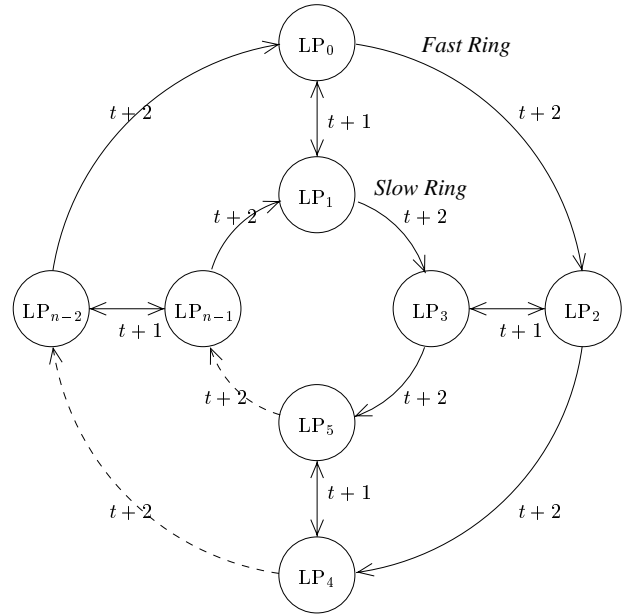 LP₀
Fast Ring
t + 2
t + 2
t + 1
LP₁
Slow Ring
t + 2
t + 2
LPₙ₋₂
LPₙ₋₁
LP₃
LP₂
t + 1
t + 1
t + 2
t + 2
LP₅
t + 1
t + 2
t + 2
LP₄